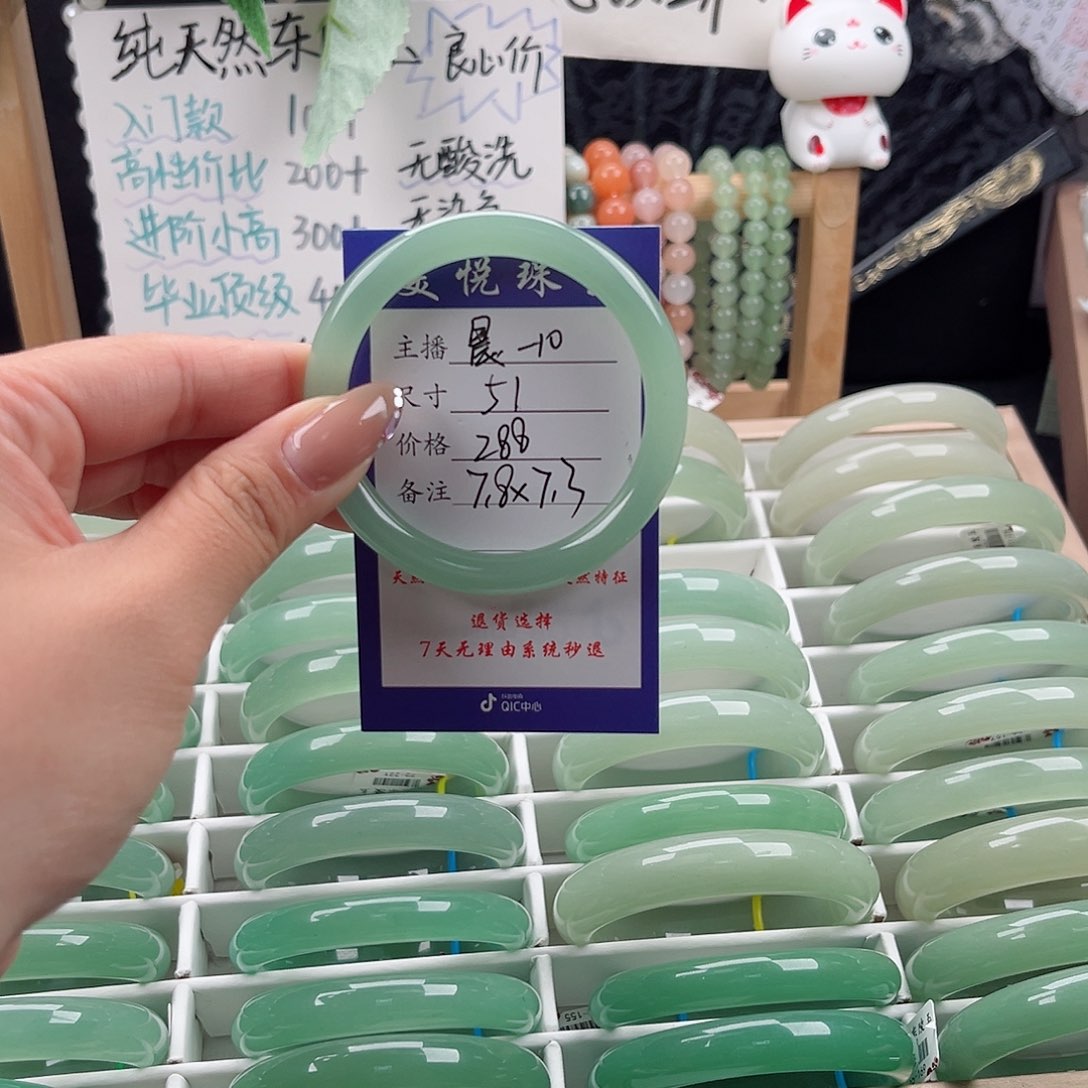 纯天然东
良心价
入门款
高性价比 200+ 无酸洗
进阶小高 300
毕业顶级 4
悦珠
主播 晨-10
尺寸 51
价格 288
备注 7.8x7.3
然特征
退货选择
7天无理由系统秒退
QIC中心